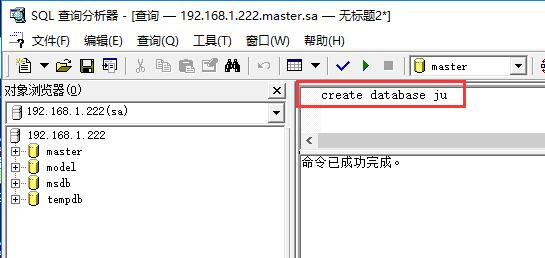 SQL 查询分析器 - [查询 — 192.168.1.222.master.sa — 无标题2*]
文件(F) 编辑(E) 查询(Q) 工具(T) 窗口(W) 帮助(H)
master
对象浏览器(O)
192.168.1.222(sa)
192.168.1.222
master
model
msdb
tempdb
create database ju
命令已成功完成。